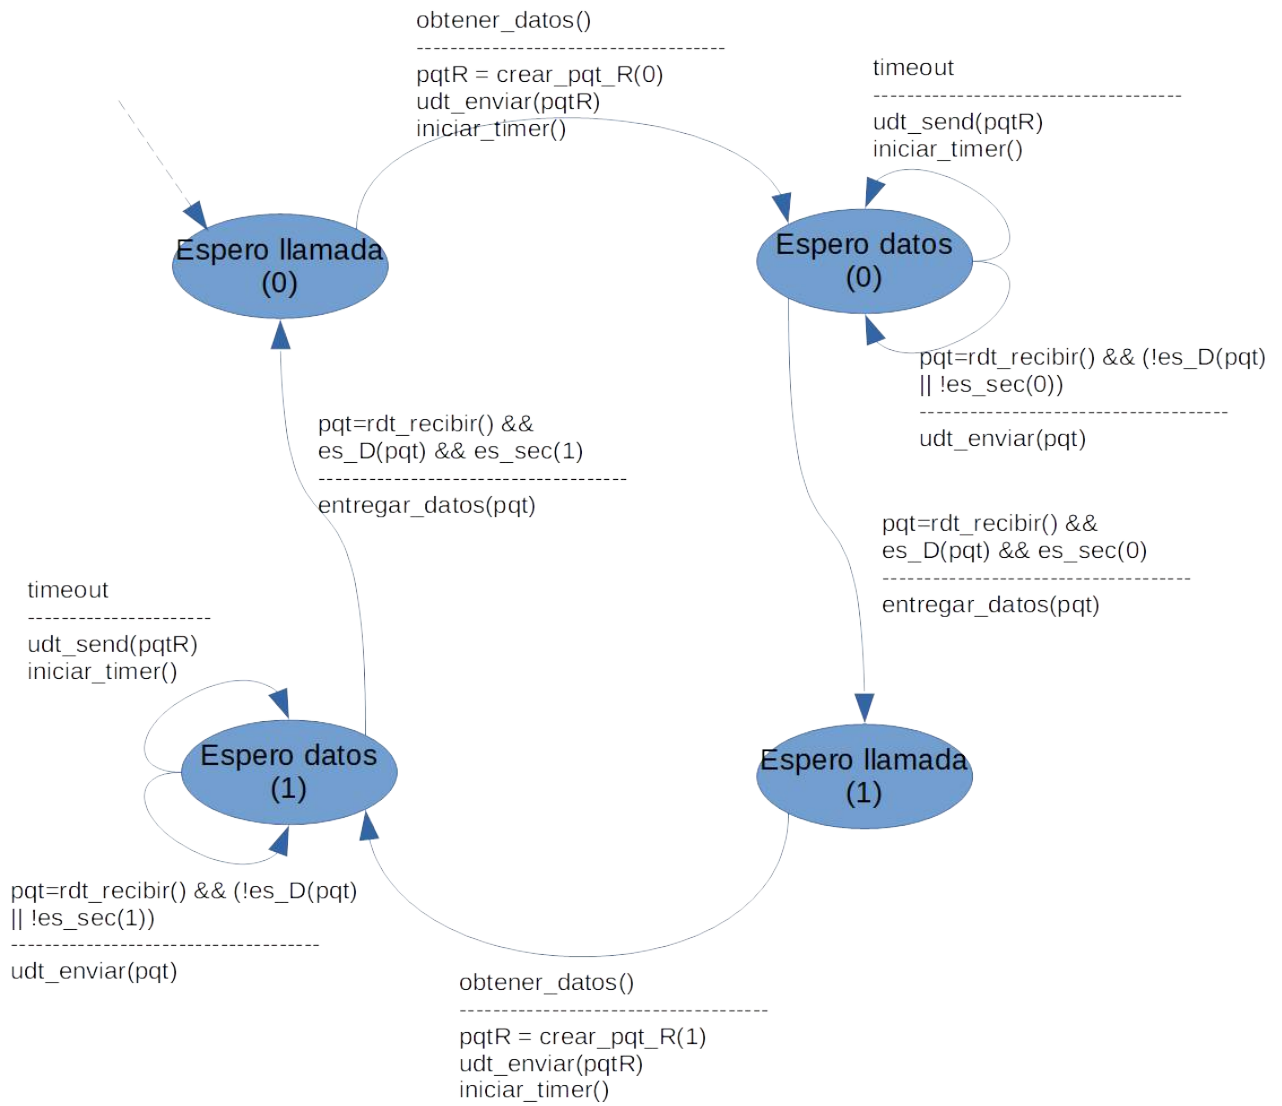 obtener_datos()
------------------------------------
pqtR = crear_pqt_R(0)
udt_enviar(pqtR)
iniciar_timer()
timeout
------------------------------------
udt_send(pqtR)
iniciar_timer()
Espero llamada
(0)
Espero datos
(0)
pqt=rdt_recibir() && (!es_D(pqt)
|| !es_sec(0))
------------------------------------
udt_enviar(pqt)
pqt=rdt_recibir() &&
es_D(pqt) && es_sec(1)
------------------------------------
entregar_datos(pqt)
pqt=rdt_recibir() &&
es_D(pqt) && es_sec(0)
------------------------------------
entregar_datos(pqt)
timeout
---------------------
udt_send(pqtR)
iniciar_timer()
Espero datos
(1)
Espero llamada
(1)
pqt=rdt_recibir() && (!es_D(pqt)
|| !es_sec(1))
------------------------------------
udt_enviar(pqt)
obtener_datos()
------------------------------------
pqtR = crear_pqt_R(1)
udt_enviar(pqtR)
iniciar_timer()